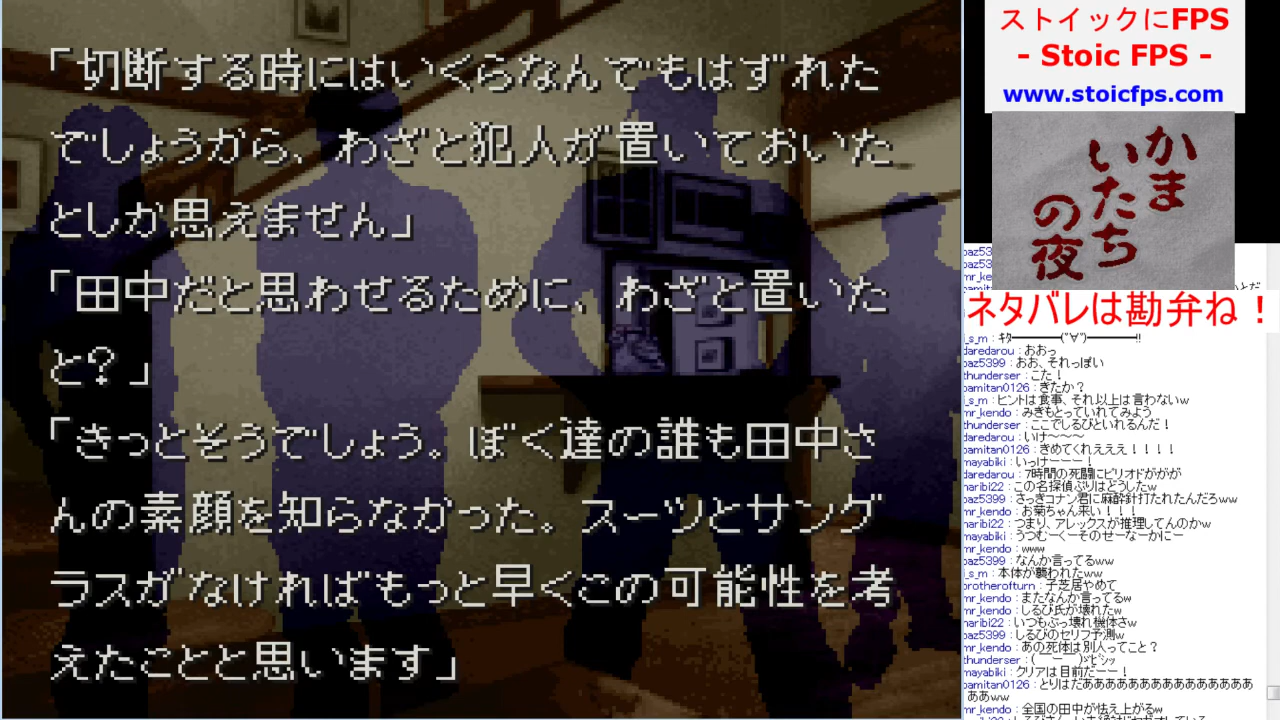 「切断する時にはいくらなんでもはずれた
でしょうから、わざと犯人が置いておいた
としか思えません」
「田中だと思わせるために、わざと置いた
と？」
「きっとそうでしょう。ぼく達の誰も田中さ
んの素顔を知らなかった。スーツとサング
ラスがなければもっと早くこの可能性を考
えたことと思います」
ストイックにFPS
- Stoic FPS -
www.stoicfps.com
かま
いたち
の夜
ネタバレは勘弁ね！
daredarou : おおっ
paz5399 : おお、それっぽい
thunderser : こた！
pamitan0126 : きたか？
i_s_m : ヒントは食事、それ以上は言わないw
mr_kendo : みぎもとっていれてみよう
thunderser : ここでしるびといれるんだ！
daredarou : いけ～～～
pamitan0126 : きめてくれえええ！！！！
mayabiki : いっけーーー！
daredarou : 7時間の死闘にピリオドががが
naribi22 : この名探偵ぶりはどうしたw
paz5399 : さっきコナン君に麻酔針打たれたんだろww
mr_kendo : お菊ちゃん来い！！！
naribi22 : つまり、アレックスが推理してんのかw
mayabiki : うつむーくーそのせーなーかにー
mr_kendo : www
paz5399 : なんか言ってるww
i_s_m : 本体が襲われたww
brotherofturn : 子芝居やめて
mr_kendo : またなんか言ってるw
mr_kendo : しるび氏が壊れたw
naribi22 : いつもぶっ壊れ機体さw
paz5399 : しるびのセリフ予測w
mr_kendo : あの死体は別人ってこと？
mayabiki : クリアは目前だーー！
pamitan0126 : とりはだああああああああああああああああ
ああww
mr_kendo : 全国の田中が怯え上がるw